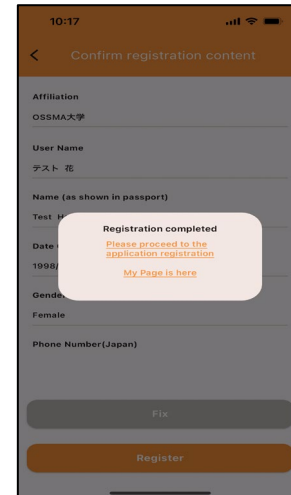 10:17
Confirm registration content
Affiliation
OSSMA大学
User Name
テスト 花
Name (as shown in passport)
Test H
Registration completed
Please proceed to the
application registration
Date
1998/
My Page is here
Gende
Female
Phone Number(Japan)
Fix
Register